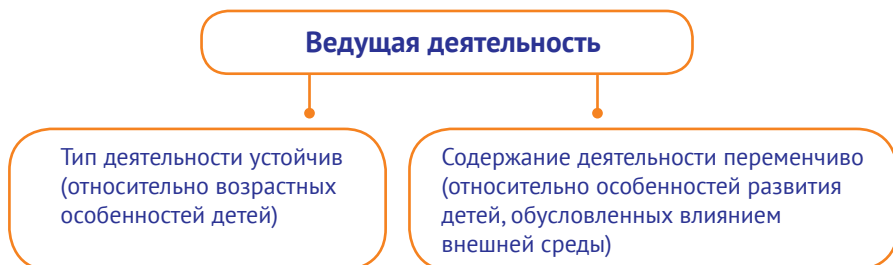 Ведущая деятельность
Тип деятельности устойчив
(относительно возрастных
особенностей детей)
Содержание деятельности переменчиво
(относительно особенностей развития
детей, обусловленных влиянием
внешней среды)